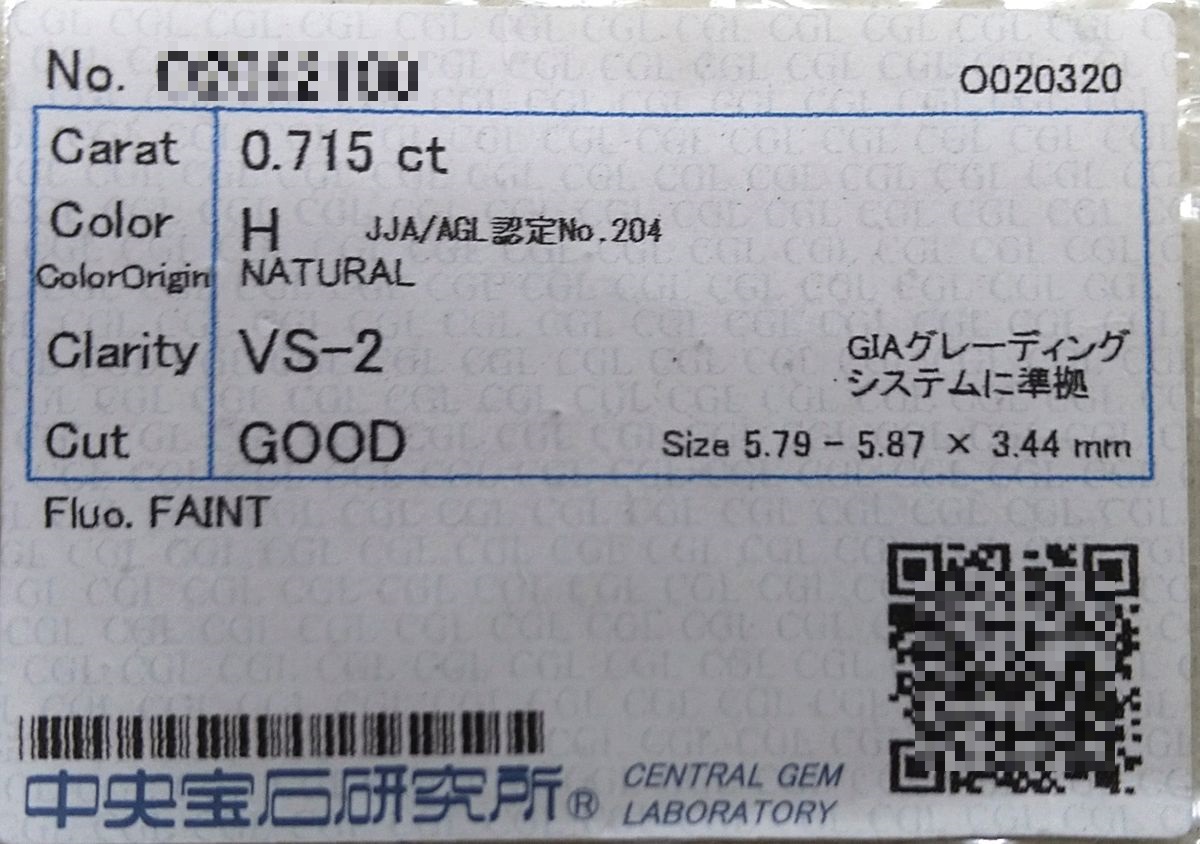 No.
O020320
Carat 0.715 ct
Color H JJA/AGL認定No.204
ColorOrigin NATURAL
Clarity VS-2
GIAグレーディング
システムに準拠
Cut GOOD Size 5.79 - 5.87 × 3.44 mm
Fluo. FAINT
中央宝石研究所®
CENTRAL GEM
LABORATORY